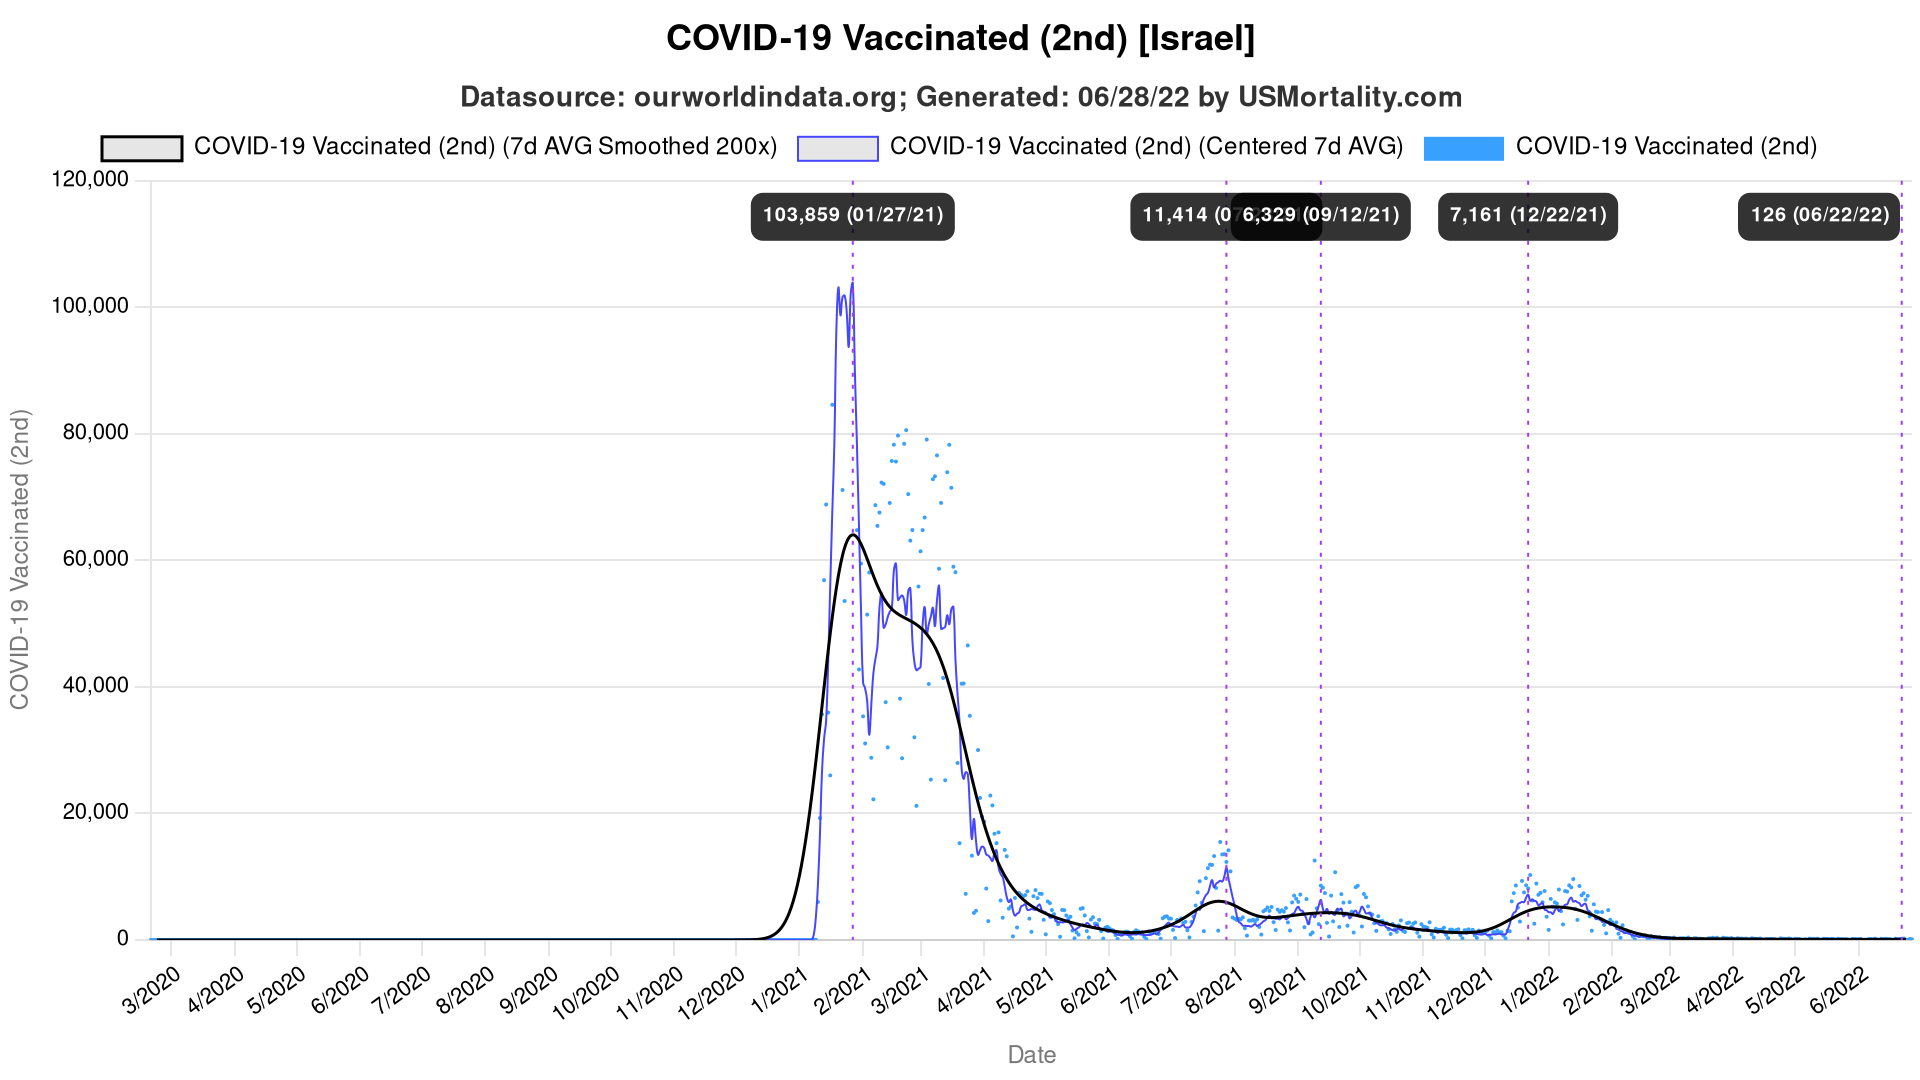 COVID-19 Vaccinated (2nd) [Israel]
Datasource: ourworldindata.org; Generated: 06/28/22 by USMortality.com
COVID-19 Vaccinated (2nd) (7d AVG Smoothed 200x) COVID-19 Vaccinated (2nd) (Centered 7d AVG) COVID-19 Vaccinated (2nd)
103,859 (01/27/21) 11,414 (07 6,329 (09/12/21) 7,161 (12/22/21) 126 (06/22/22)
120,000
100,000
80,000
60,000
40,000
20,000
0
COVID-19 Vaccinated (2nd)
3/2020 4/2020 5/2020 6/2020 7/2020 8/2020 9/2020 10/2020 11/2020 12/2020 1/2021 2/2021 3/2021 4/2021 5/2021 6/2021 7/2021 8/2021 9/2021 10/2021 11/2021 12/2021 1/2022 2/2022 3/2022 4/2022 5/2022 6/2022
Date